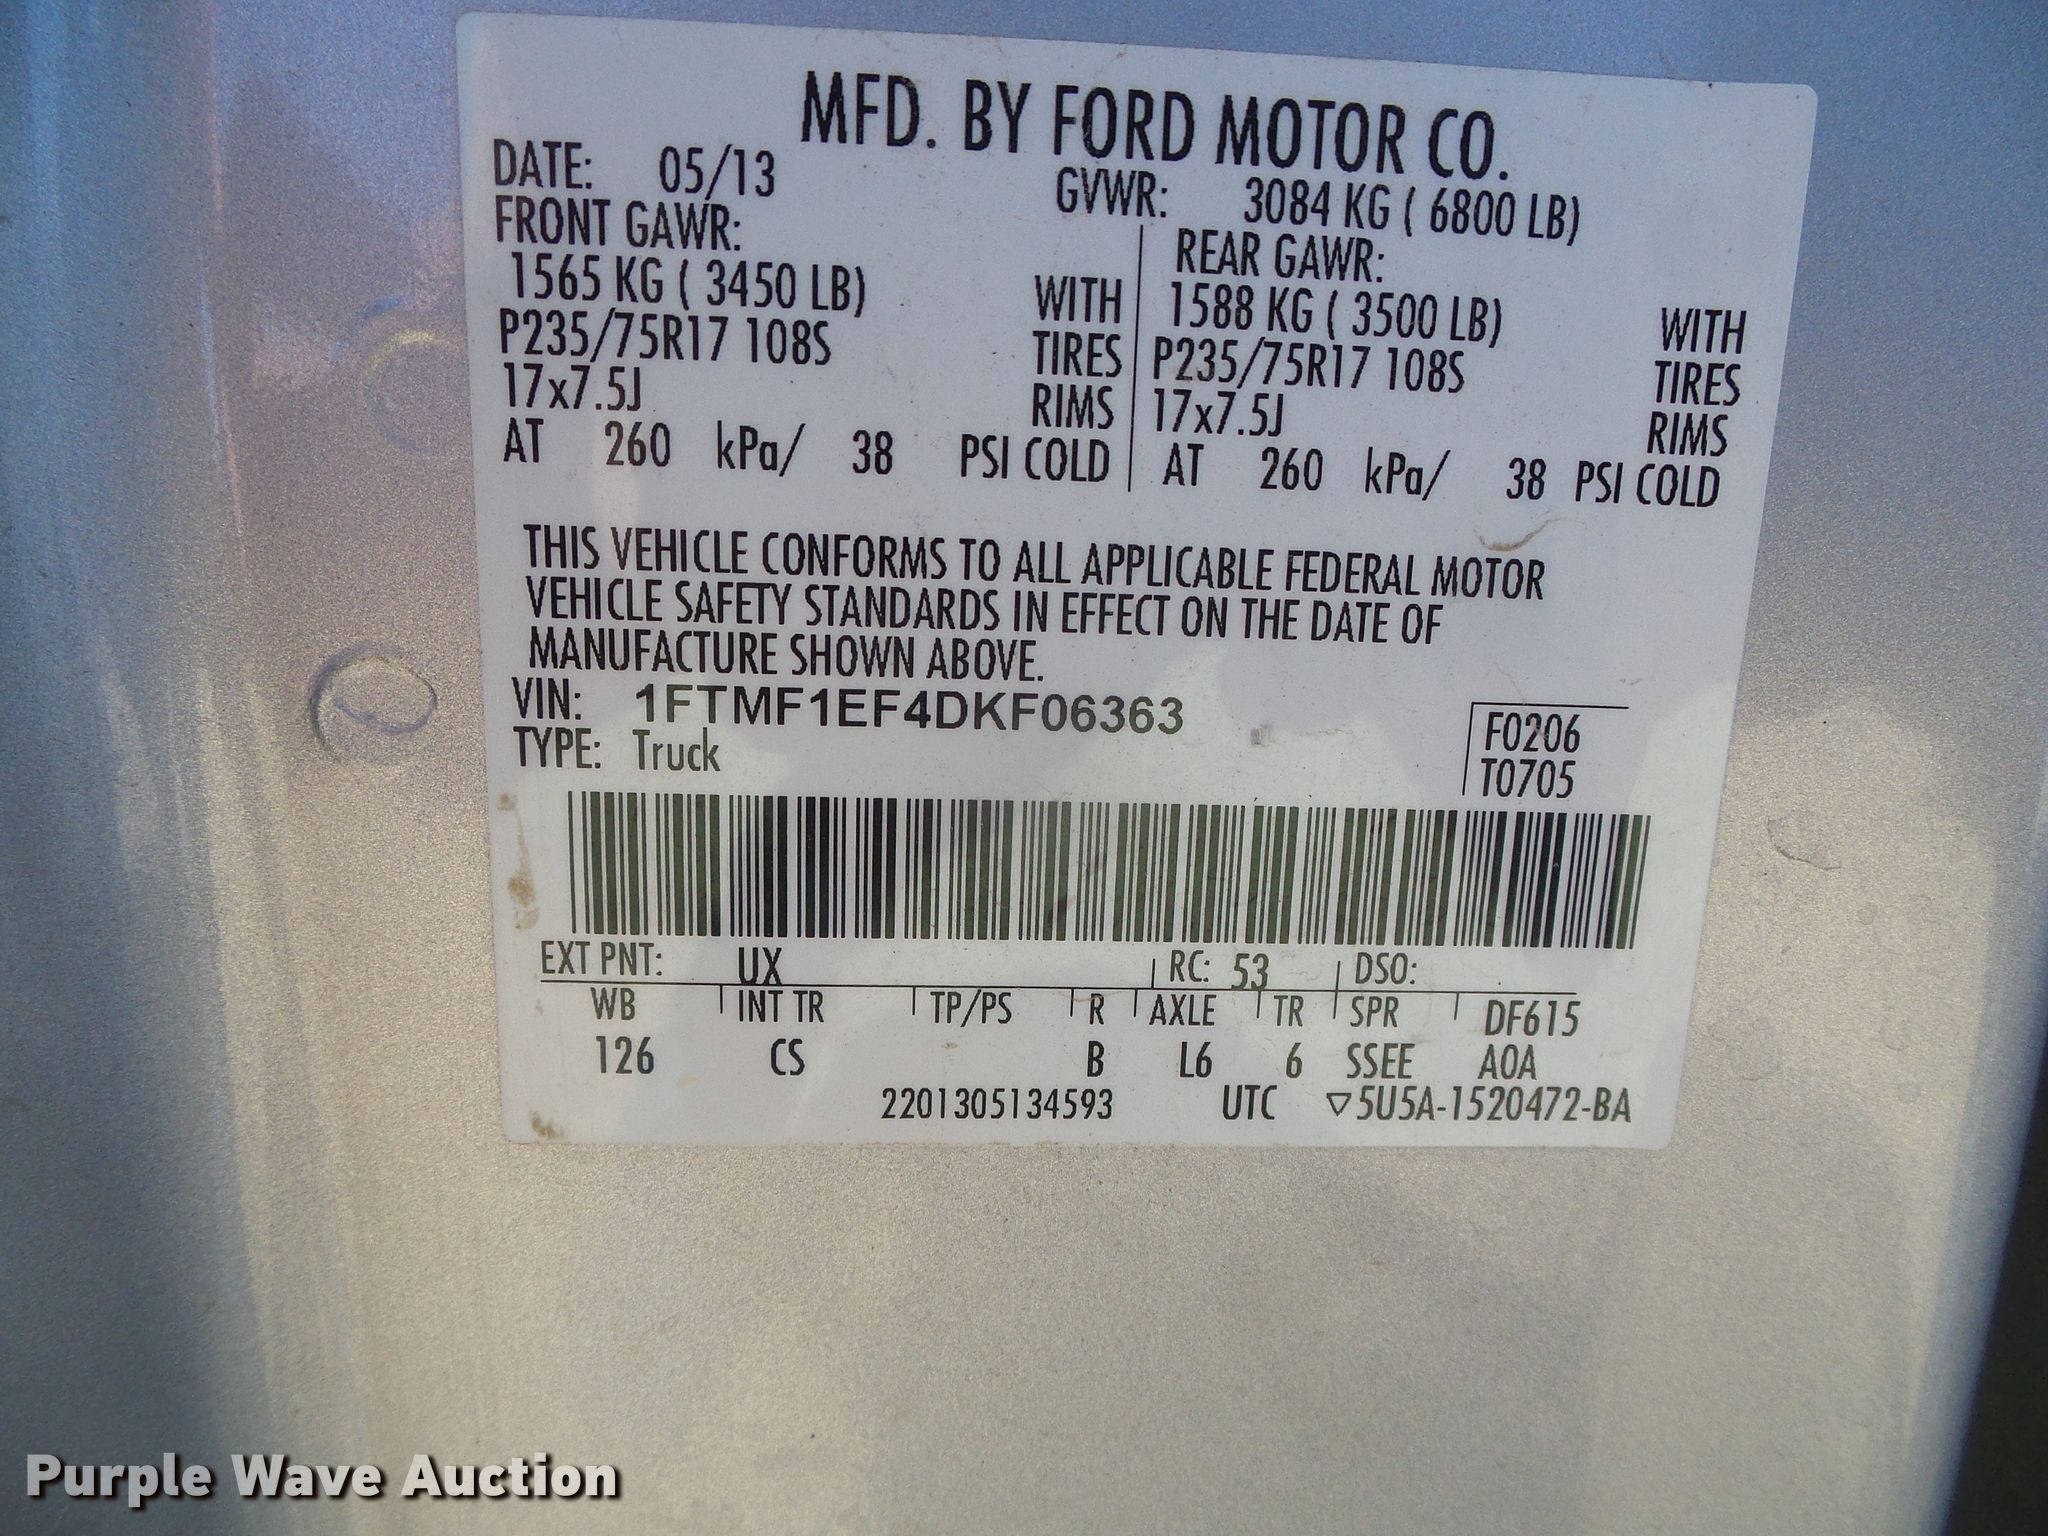 MFD. BY FORD MOTOR CO.
DATE: 05/13 GVWR: 3084 KG ( 6800 LB)
FRONT GAWR: REAR GAWR:
1565 KG ( 3450 LB) WITH 1588 KG ( 3500 LB) WITH
P235/75R17 108S TIRES P235/75R17 108S TIRES
17x7.5J RIMS 17x7.5J RIMS
AT 260 kPa/ 38 PSI COLD AT 260 kPa/ 38 PSI COLD
THIS VEHICLE CONFORMS TO ALL APPLICABLE FEDERAL MOTOR
VEHICLE SAFETY STANDARDS IN EFFECT ON THE DATE OF
MANUFACTURE SHOWN ABOVE.
VIN: 1FTMF1EF4DKF06363 F0206
TYPE: Truck T0705
EXT PNT: UX RC: 53 DSO:
WB INT TR TP/PS R AXLE TR SPR DF615
126 CS B L6 6 SSEE A0A
2201305134593 UTC ▽5U5A-1520472-BA
Purple Wave Auction